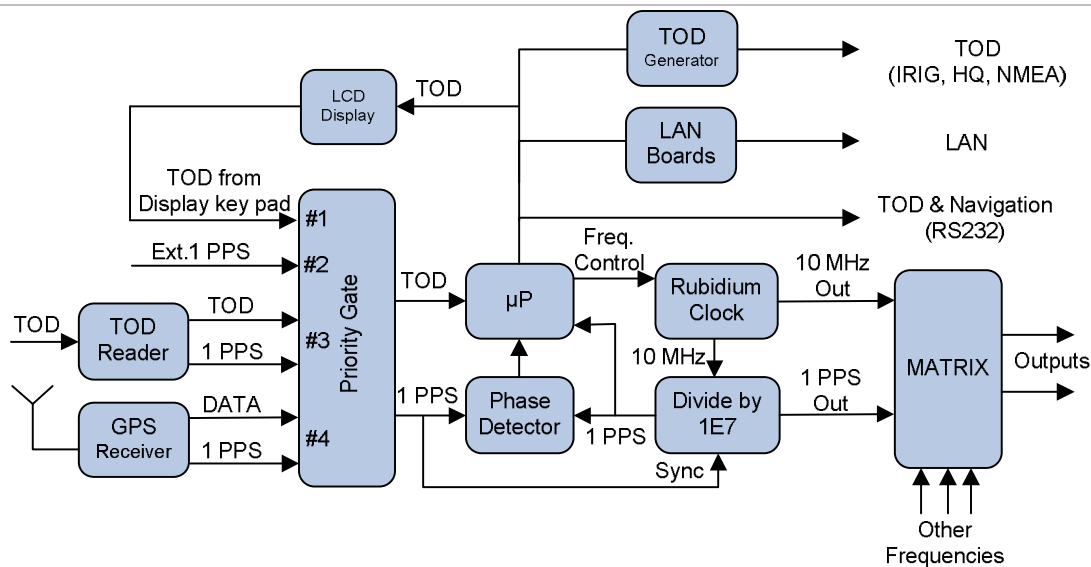 TOD
Generator
TOD
(IRIG, HQ, NMEA)
LCD
Display
TOD
LAN
Boards
LAN
TOD from
Display key pad
#1
TOD & Navigation
(RS232)
Ext.1 PPS
#2
Freq.
Control
TOD
µP
Rubidium
Clock
10 MHz
Out
TOD
TOD
Reader
TOD
1 PPS
#3
Priority Gate
10 MHz
MATRIX
Outputs
1 PPS
Phase
Detector
1 PPS
Divide by
1E7
1 PPS
Out
GPS
Receiver
DATA
1 PPS
#4
Sync
Other
Frequencies